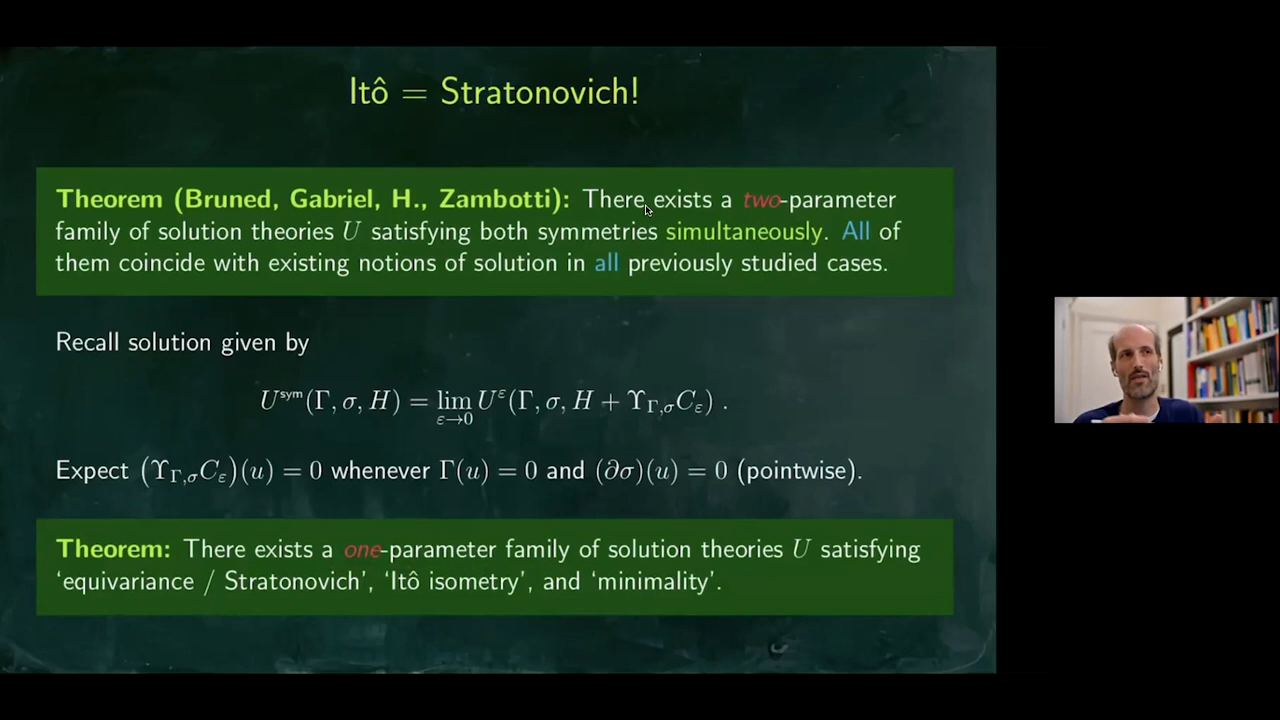 Itô = Stratonovich!
Theorem (Bruned, Gabriel, H., Zambotti): There exists a two-parameter
family of solution theories U satisfying both symmetries simultaneously. All of
them coincide with existing notions of solution in all previously studied cases.
Recall solution given by
U^sym(Γ, σ, H) = lim_{ε→0} U^ε(Γ, σ, H + Υ_{Γ,σ}C_ε) .
Expect (Υ_{Γ,σ}C_ε)(u) = 0 whenever Γ(u) = 0 and (∂σ)(u) = 0 (pointwise).
Theorem: There exists a one-parameter family of solution theories U satisfying
‘equivariance / Stratonovich’, ‘Itô isometry’, and ‘minimality’.